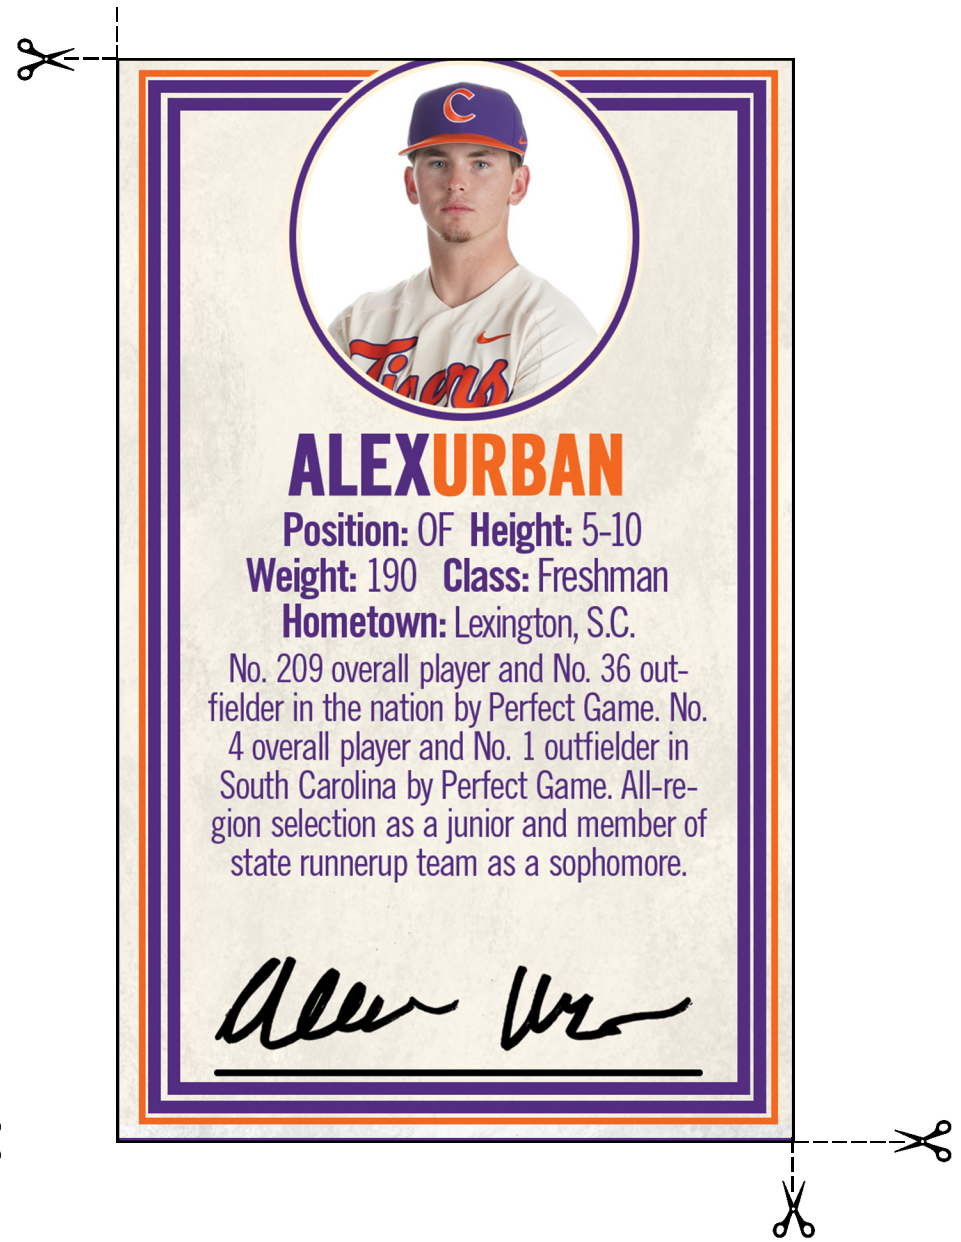 C
Tigers
ALEXURBAN
Position: OF Height: 5-10
Weight: 190 Class: Freshman
Hometown: Lexington, S.C.
No. 209 overall player and No. 36 out-
fielder in the nation by Perfect Game. No.
4 overall player and No. 1 outfielder in
South Carolina by Perfect Game. All-re-
gion selection as a junior and member of
state runnerup team as a sophomore.